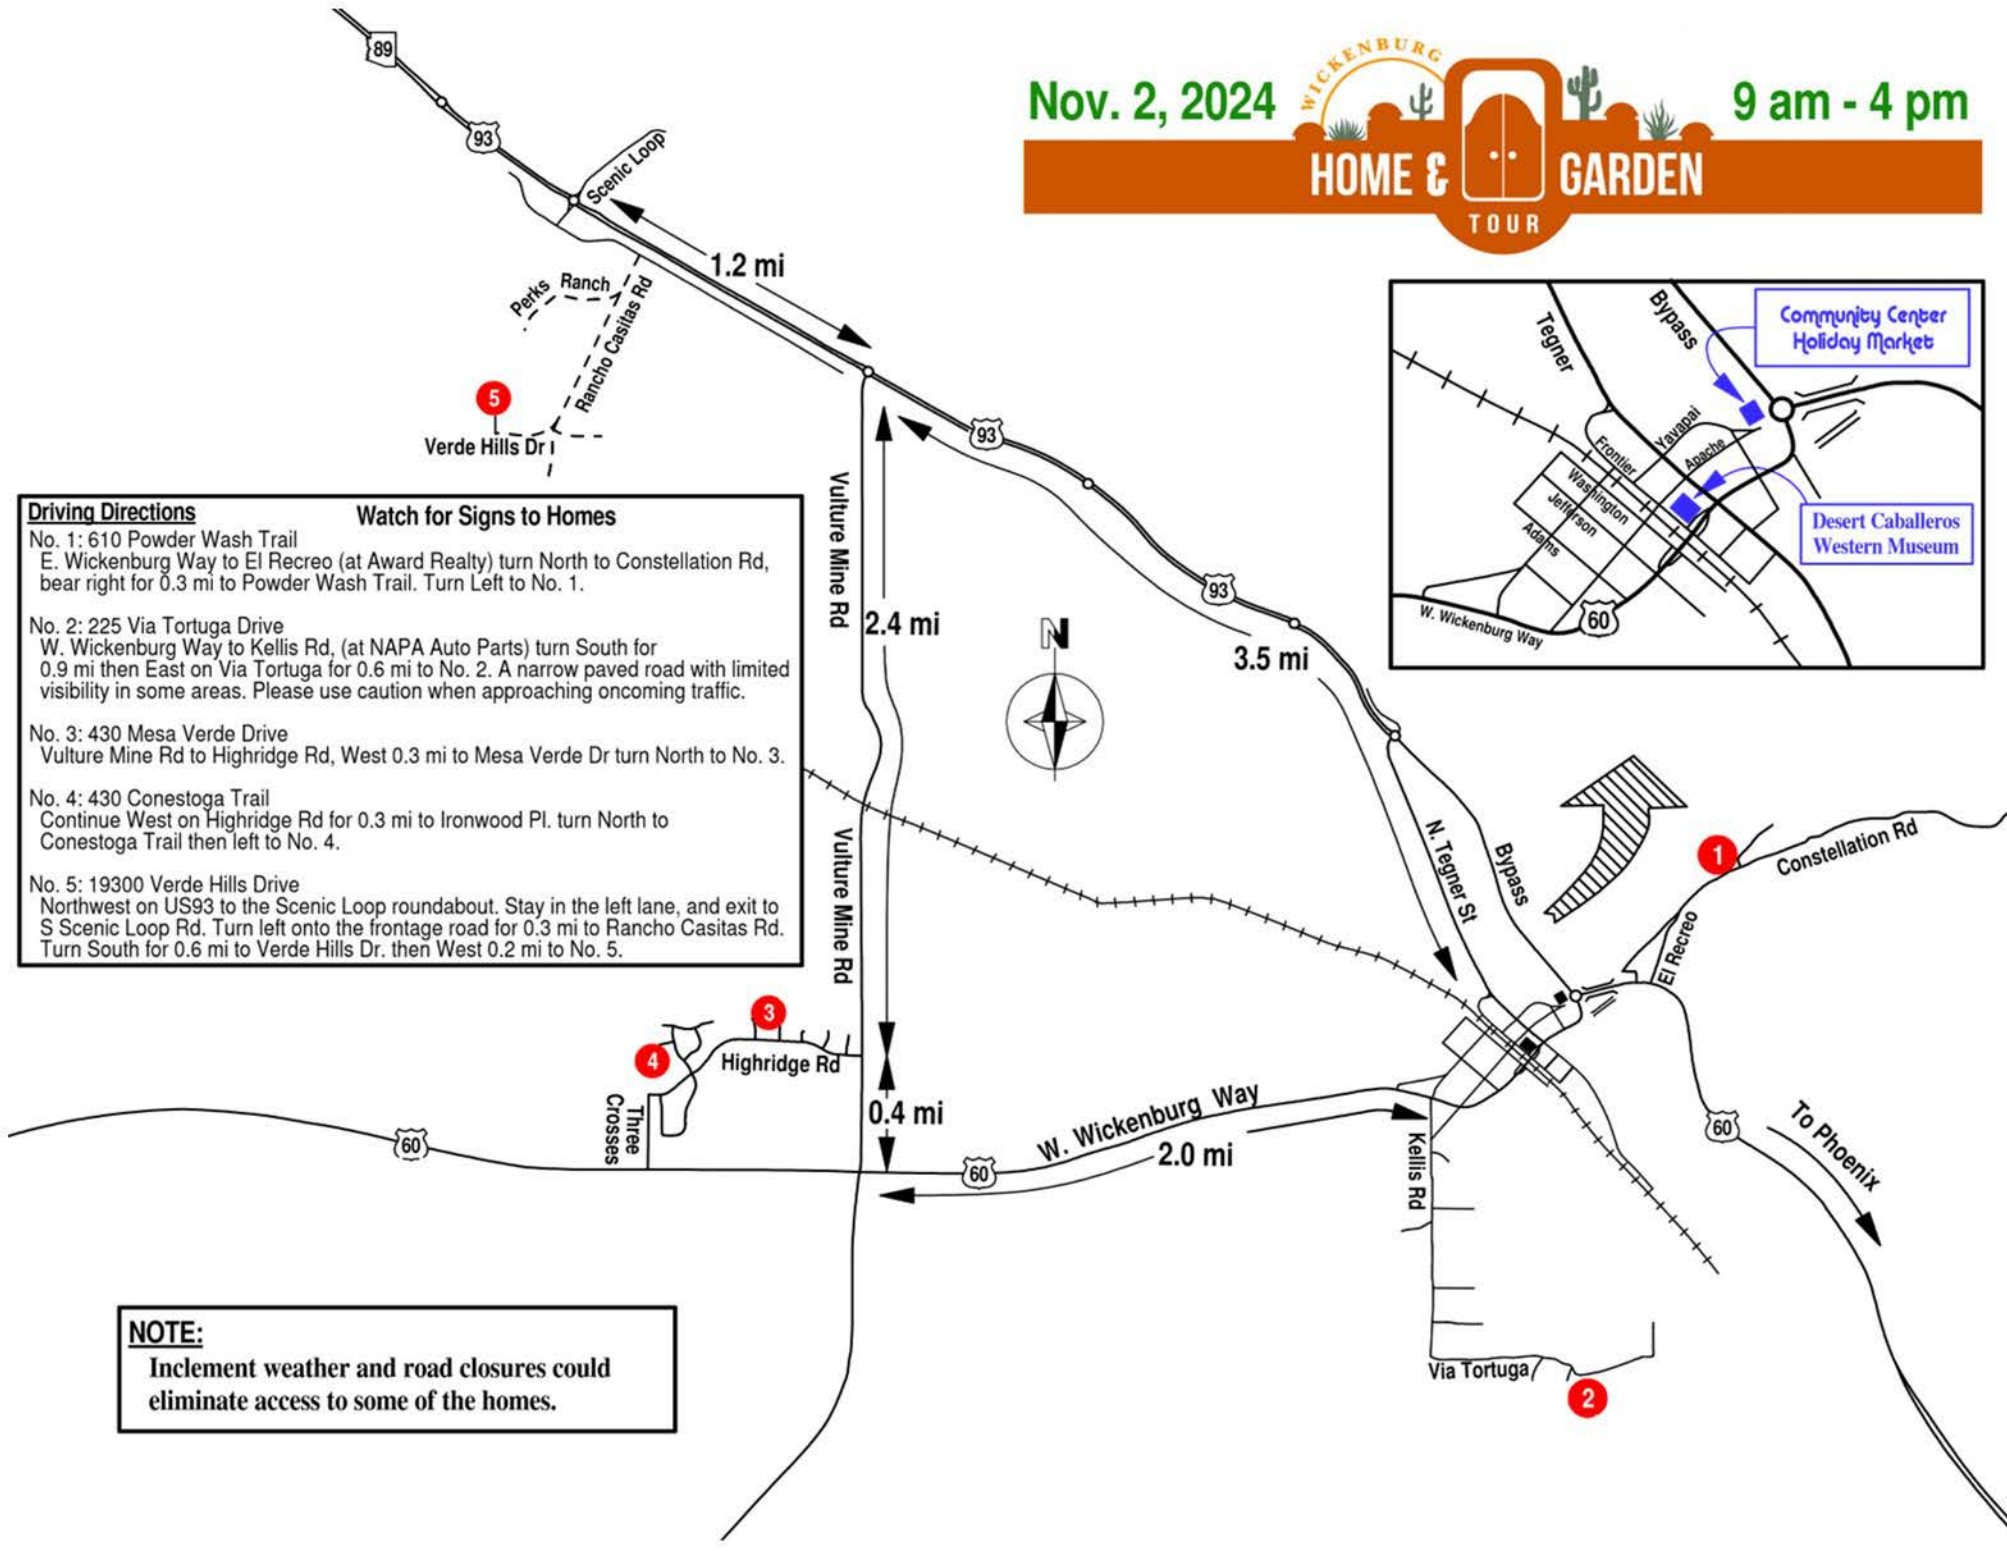 Nov. 2, 2024
WICKENBURG
9 am - 4 pm
HOME & GARDEN
TOUR
89
93
Scenic Loop
1.2 mi
Perks Ranch
Rancho Casitas Rd
5
Verde Hills Dr
93
Community Center
Holiday Market
Bypass
Tegner
Yavapai
Apache
Frontier
Washington
Jefferson
Adams
Desert Caballeros
Western Museum
60
W. Wickenburg Way
Driving Directions
Watch for Signs to Homes
No. 1: 610 Powder Wash Trail
E. Wickenburg Way to El Recreo (at Award Realty) turn North to Constellation Rd,
bear right for 0.3 mi to Powder Wash Trail. Turn Left to No. 1.
No. 2: 225 Via Tortuga Drive
W. Wickenburg Way to Kellis Rd, (at NAPA Auto Parts) turn South for
0.9 mi then East on Via Tortuga for 0.6 mi to No. 2. A narrow paved road with limited
visibility in some areas. Please use caution when approaching oncoming traffic.
No. 3: 430 Mesa Verde Drive
Vulture Mine Rd to Highridge Rd, West 0.3 mi to Mesa Verde Dr turn North to No. 3.
No. 4: 430 Conestoga Trail
Continue West on Highridge Rd for 0.3 mi to Ironwood Pl. turn North to
Conestoga Trail then left to No. 4.
No. 5: 19300 Verde Hills Drive
Northwest on US93 to the Scenic Loop roundabout. Stay in the left lane, and exit to
S Scenic Loop Rd. Turn left onto the frontage road for 0.3 mi to Rancho Casitas Rd.
Turn South for 0.6 mi to Verde Hills Dr. then West 0.2 mi to No. 5.
Vulture Mine Rd
2.4 mi
N
93
3.5 mi
Vulture Mine Rd
N. Tegner St
Bypass
1
Constellation Rd
El Recreo
3
4
Highridge Rd
Three
Crosses
0.4 mi
60
60
W. Wickenburg Way
2.0 mi
Kellis Rd
60
To Phoenix
Via Tortuga
2
NOTE:
Inclement weather and road closures could
eliminate access to some of the homes.